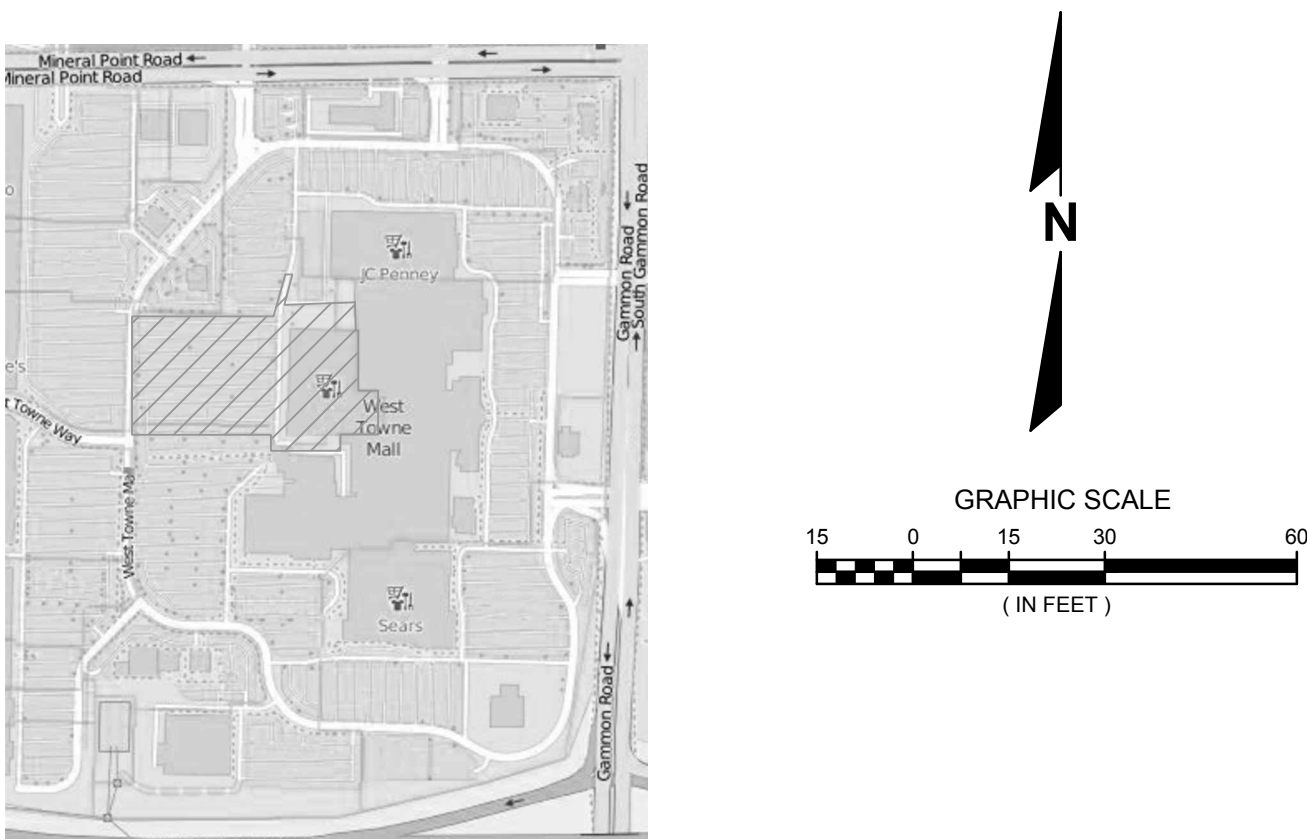 Mineral Point Road
Mineral Point Road
Gammon Road
South Gammon Road
JC Penney
e's
t Towne Way
West
Towne
Mall
West Towne Mall
Sears
Gammon Road
N
GRAPHIC SCALE
15 0 15 30 60
( IN FEET )